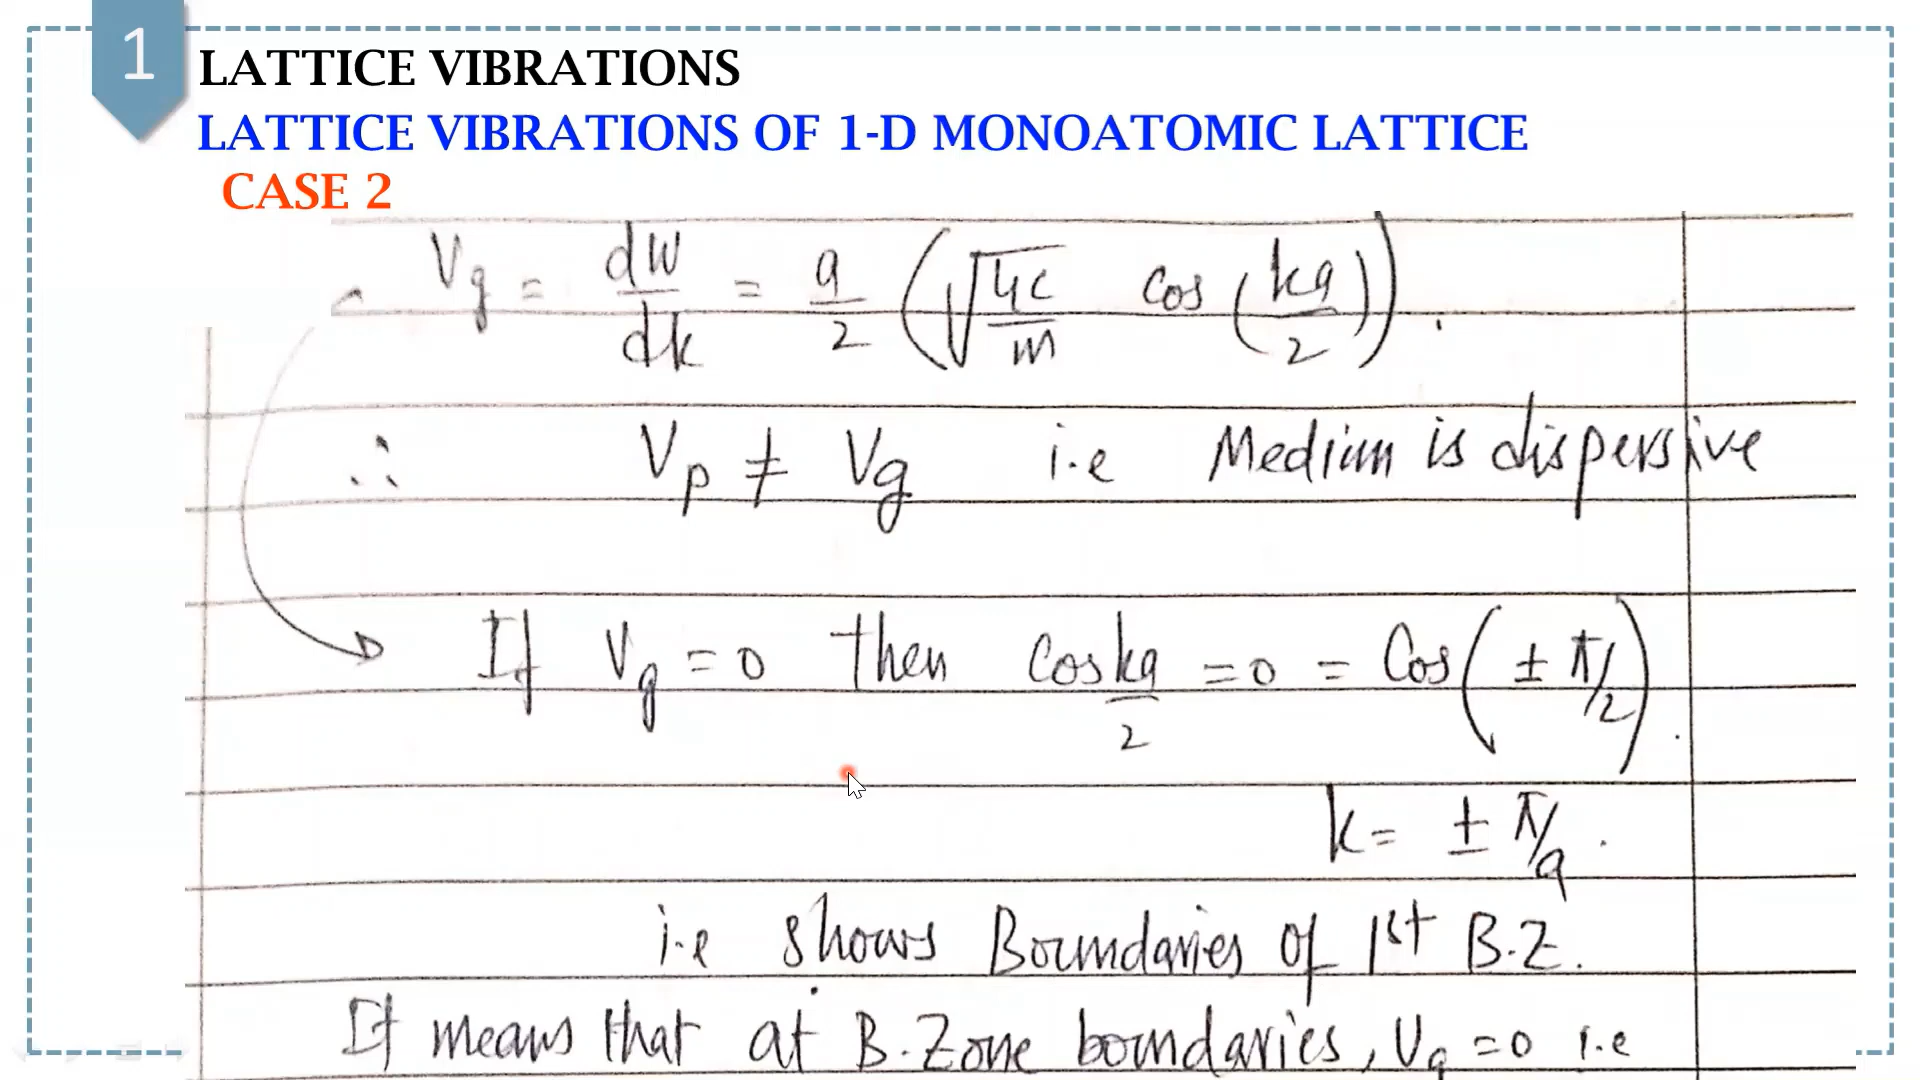 1
LATTICE VIBRATIONS
LATTICE VIBRATIONS OF 1-D MONOATOMIC LATTICE
CASE 2
Vg = dw/dk = a/2 (√(4c/m) cos(ka/2)).
∴ Vp ≠ Vg i.e Medium is dispersive
If Vg = 0 then cos ka/2 = 0 = Cos(± π/2).
k = ± π/a.
i.e shows Boundaries of 1st B.Z.
It means that at B.Zone boundaries, Vg = 0 i.e